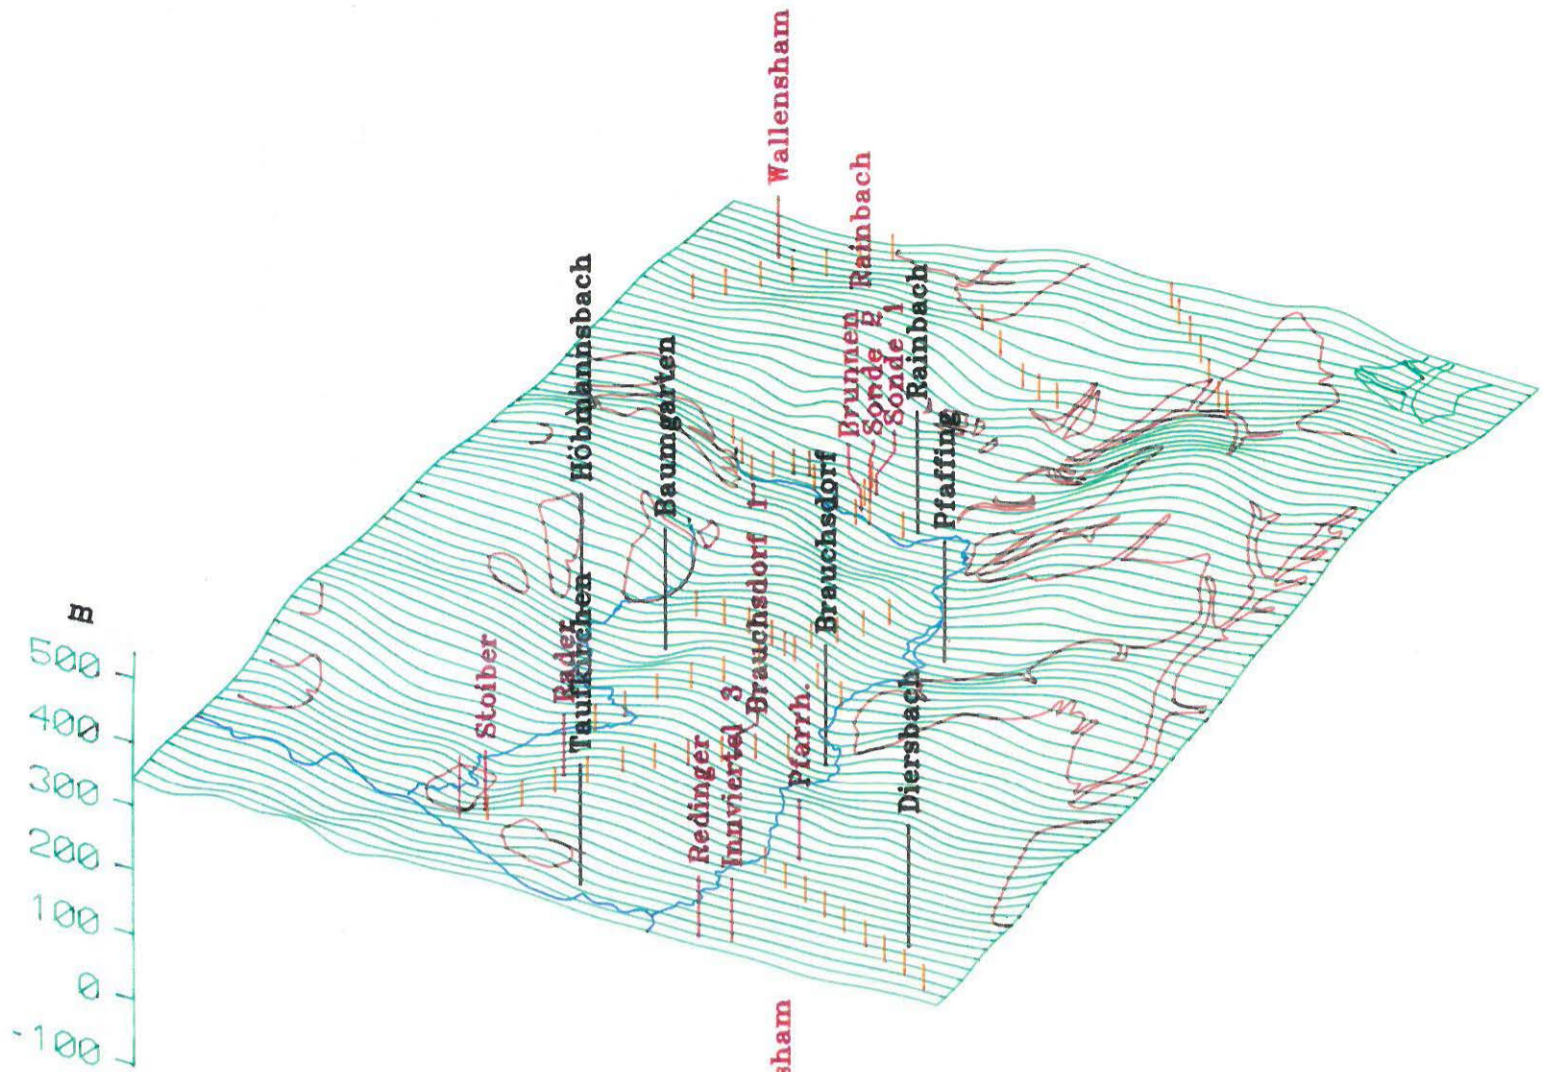 m
500
400
300
200
100
0
-100
Wallensham
Rainbach
Brunnen
Sonde 2
Sonde 1
Rainbach
Pfaffing
Höbmannsbach
Baumgarten
Brauchsdorf 1
Brauchsdorf
Taufkirchen
Rader
Stoiber
Redinger
Innviertel 3
Pfarrh.
Diersbach
sham